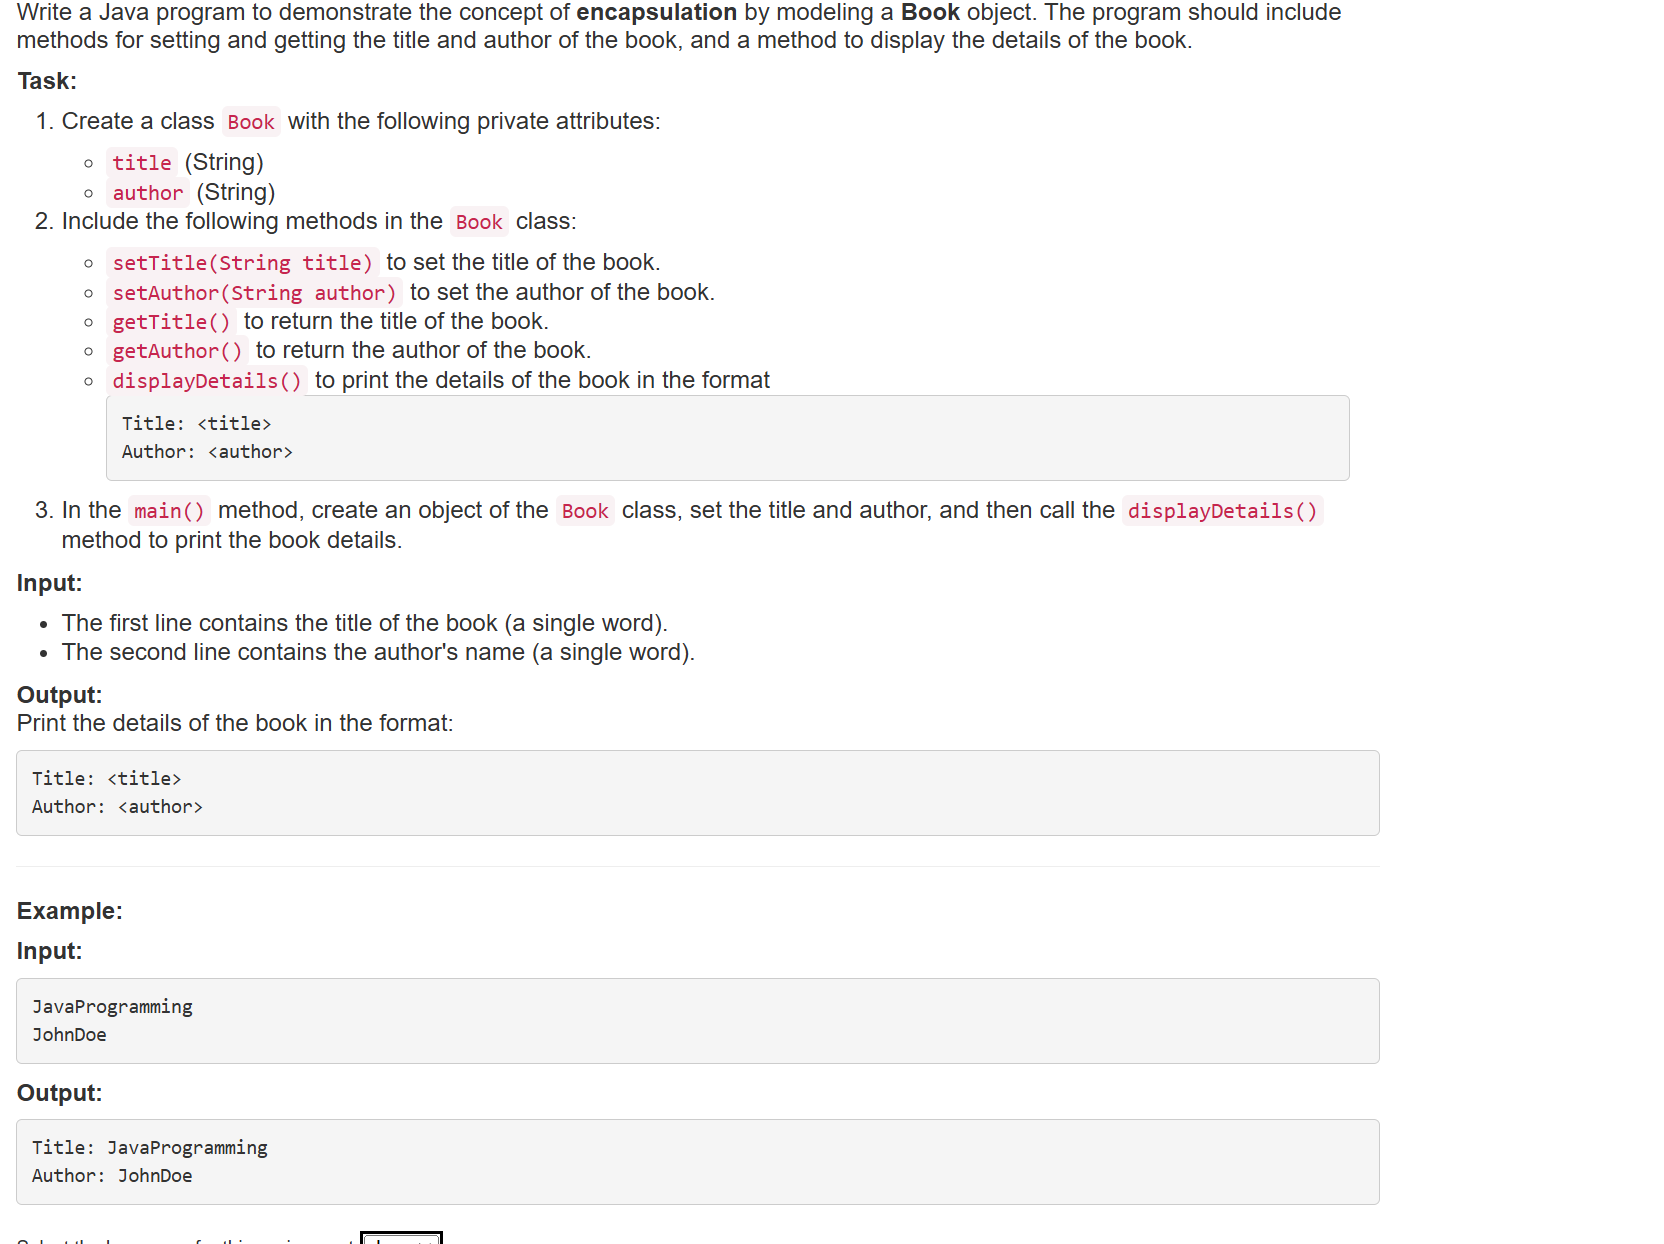 Write a Java program to demonstrate the concept of encapsulation by modeling a Book object. The program should include
methods for setting and getting the title and author of the book, and a method to display the details of the book.
Task:
1. Create a class Book with the following private attributes:
title (String)
author (String)
2. Include the following methods in the Book class:
setTitle(String title) to set the title of the book.
setAuthor(String author) to set the author of the book.
getTitle() to return the title of the book.
getAuthor() to return the author of the book.
displayDetails() to print the details of the book in the format
Title: <title>
Author: <author>
3. In the main() method, create an object of the Book class, set the title and author, and then call the displayDetails()
method to print the book details.
Input:
The first line contains the title of the book (a single word).
The second line contains the author's name (a single word).
Output:
Print the details of the book in the format:
Title: <title>
Author: <author>
Example:
Input:
JavaProgramming
JohnDoe
Output:
Title: JavaProgramming
Author: JohnDoe